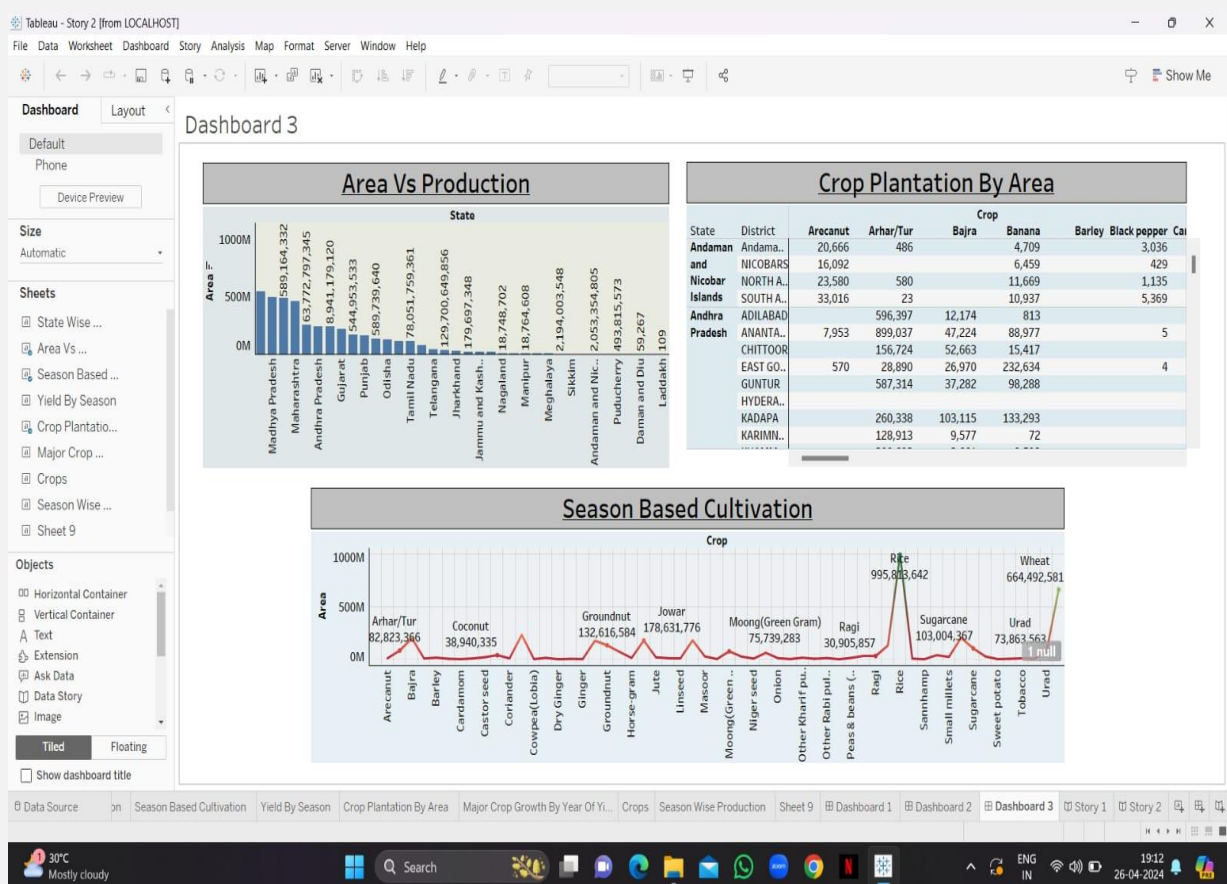 Tableau - Story 2 [from LOCALHOST]
File Data Worksheet Dashboard Story Analysis Map Format Server Window Help
Show Me
Dashboard Layout
Default
Phone
Device Preview
Size
Automatic
Sheets
State Wise ...
Area Vs ...
Season Based ...
Yield By Season
Crop Plantatio...
Major Crop ...
Crops
Season Wise ...
Sheet 9
Objects
Horizontal Container
Vertical Container
Text
Extension
Ask Data
Data Story
Image
Tiled Floating
Show dashboard title
Dashboard 3
Area Vs Production
State
Area
1000M
500M
0M
589,164,332
63,772,797,345
8,941,179,120
544,953,533
589,739,640
78,051,759,361
129,700,649,856
179,697,348
18,748,702
18,764,608
2,194,003,548
2,053,354,805
493,815,573
59,267
109
Madhya Pradesh
Maharashtra
Andhra Pradesh
Gujarat
Punjab
Odisha
Tamil Nadu
Telangana
Jharkhand
Jammu and Kash..
Nagaland
Manipur
Meghalaya
Sikkim
Andaman and Nic..
Puducherry
Daman and Diu
Laddakh
Crop Plantation By Area
Crop
State District Arecanut Arhar/Tur Bajra Banana Barley Black pepper Car
Andaman Andama.. 20,666 486 4,709 3,036
and NICOBARS 16,092 6,459 429
Nicobar NORTH A.. 23,580 580 11,669 1,135
Islands SOUTH A.. 33,016 23 10,937 5,369
Andhra ADILABAD 596,397 12,174 813
Pradesh ANANTA.. 7,953 899,037 47,224 88,977 5
CHITTOOR 156,724 52,663 15,417
EAST GO.. 570 28,890 26,970 232,634 4
GUNTUR 587,314 37,282 98,288
HYDERA..
KADAPA 260,338 103,115 133,293
KARIMN.. 128,913 9,577 72
Season Based Cultivation
Crop
Area
1000M
500M
0M
Arhar/Tur
82,823,366
Coconut
38,940,335
Groundnut
132,616,584
Jowar
178,631,776
Moong(Green Gram)
75,739,283
Ragi
30,905,857
Rice
995,813,642
Sugarcane
103,004,367
Wheat
664,492,581
Urad
73,863,563
1 null
Arecanut
Bajra
Barley
Cardamom
Castor seed
Coriander
Cowpea(Lobia)
Dry Ginger
Ginger
Groundnut
Horse-gram
Jute
Linseed
Masoor
Moong(Green ..
Niger seed
Onion
Other Kharif pu..
Other Rabi pul..
Peas & beans (..
Ragi
Rice
Sannhamp
Small millets
Sugarcane
Sweet potato
Tobacco
Urad
Data Source on Season Based Cultivation Yield By Season Crop Plantation By Area Major Crop Growth By Year Of Yi... Crops Season Wise Production Sheet 9 Dashboard 1 Dashboard 2 Dashboard 3 Story 1 Story 2
1
30°C
Mostly cloudy
Search
zoom
N
PRE
ENG
IN
19:12
26-04-2024